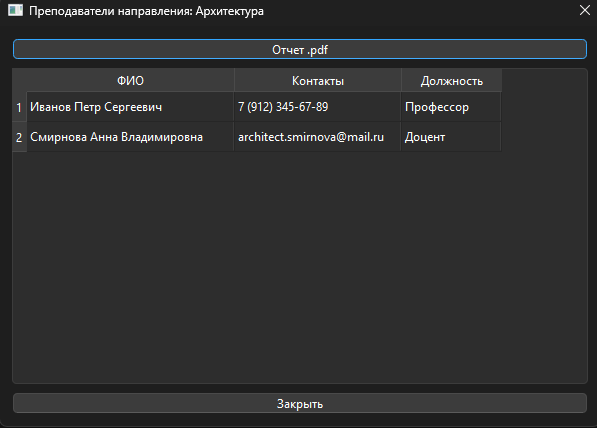 Преподаватели направления: Архитектура
Отчет .pdf
ФИО Контакты Должность
1 Иванов Петр Сергеевич 7 (912) 345-67-89 Профессор
2 Смирнова Анна Владимировна architect.smirnova@mail.ru Доцент
Закрыть